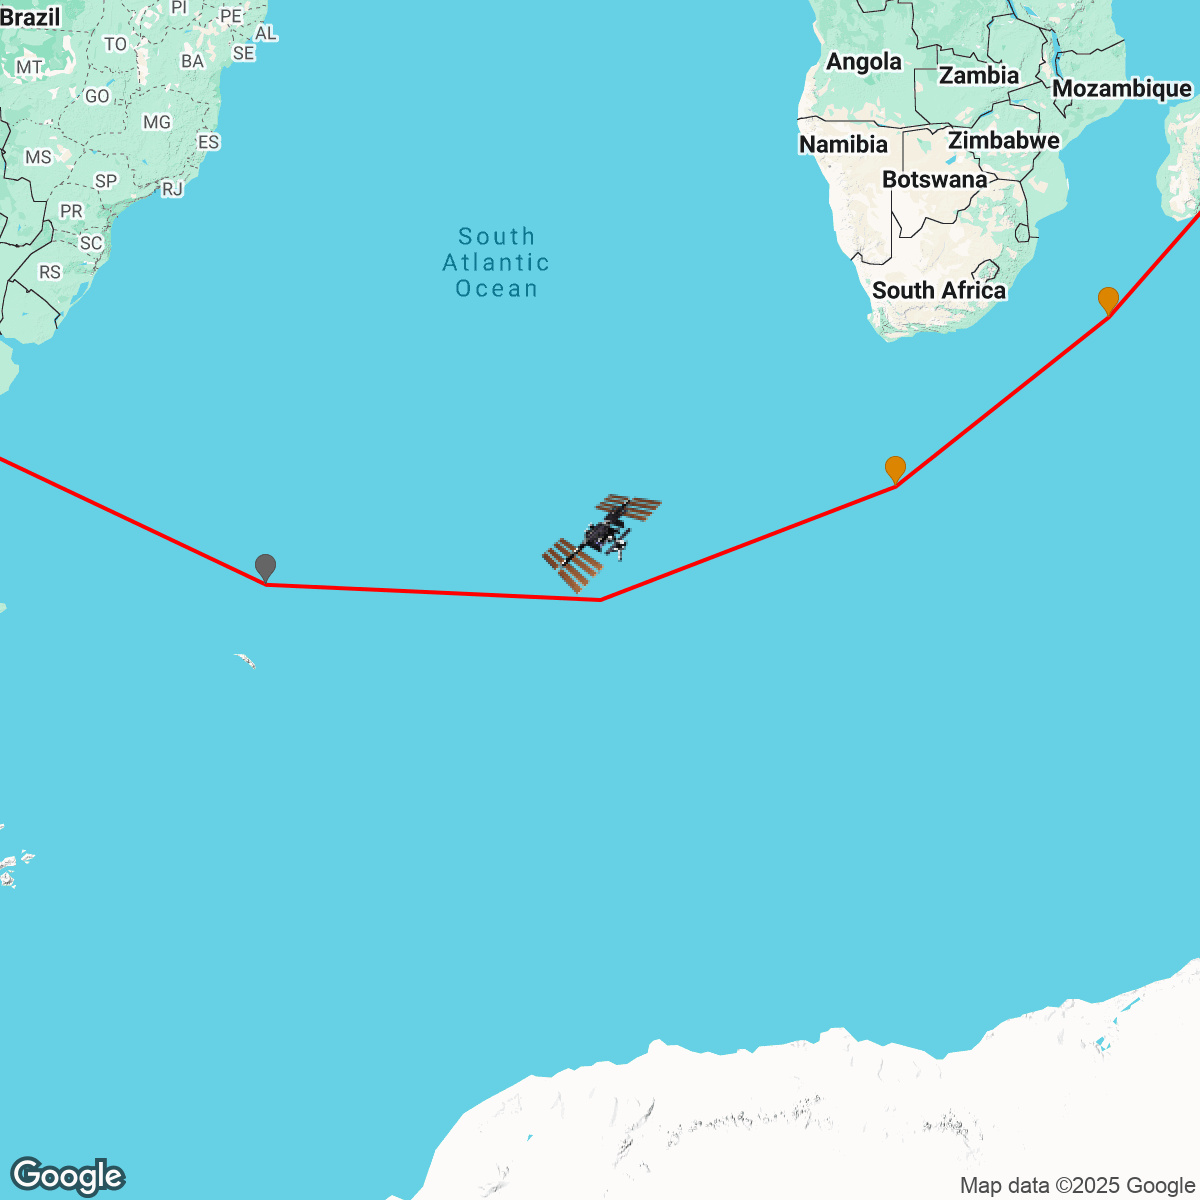 Brazil
PI
PE
AL
TO
SE
BA
MT
GO
MG
ES
MS
SP
RJ
PR
SC
RS
Angola
Zambia
Mozambique
Namibia
Zimbabwe
Botswana
South Africa
South
Atlantic
Ocean
Google
Map data ©2025 Google